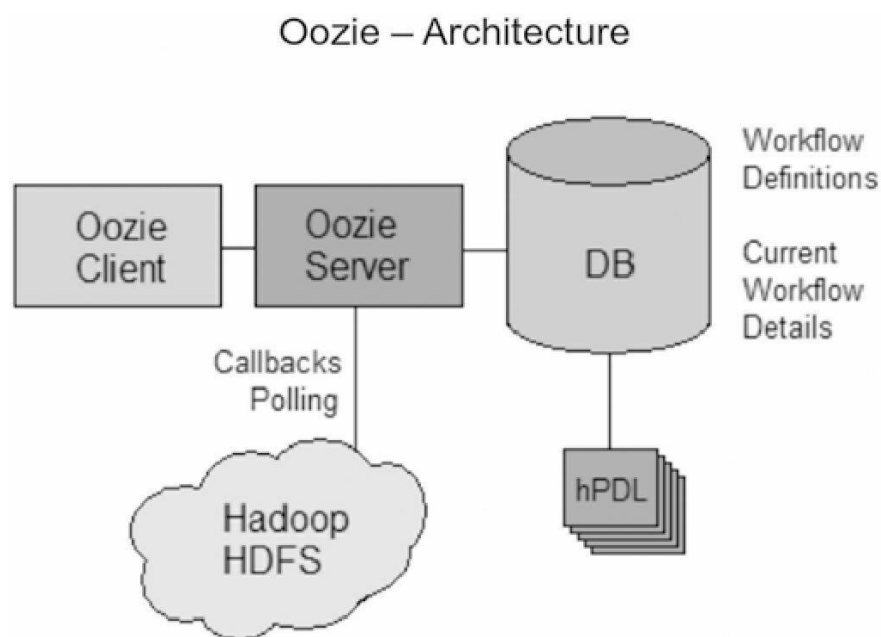 Oozie – Architecture
Oozie
Client
Oozie
Server
DB
Workflow
Definitions
Current
Workflow
Details
Callbacks
Polling
Hadoop
HDFS
hPDL